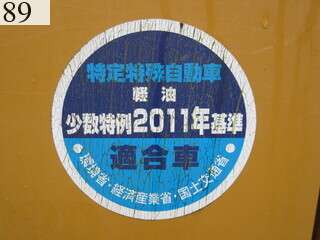 89
特定特殊自動車
軽油
少数特例2011年基準
適合車
・環境省・経済産業省・国土交通省・